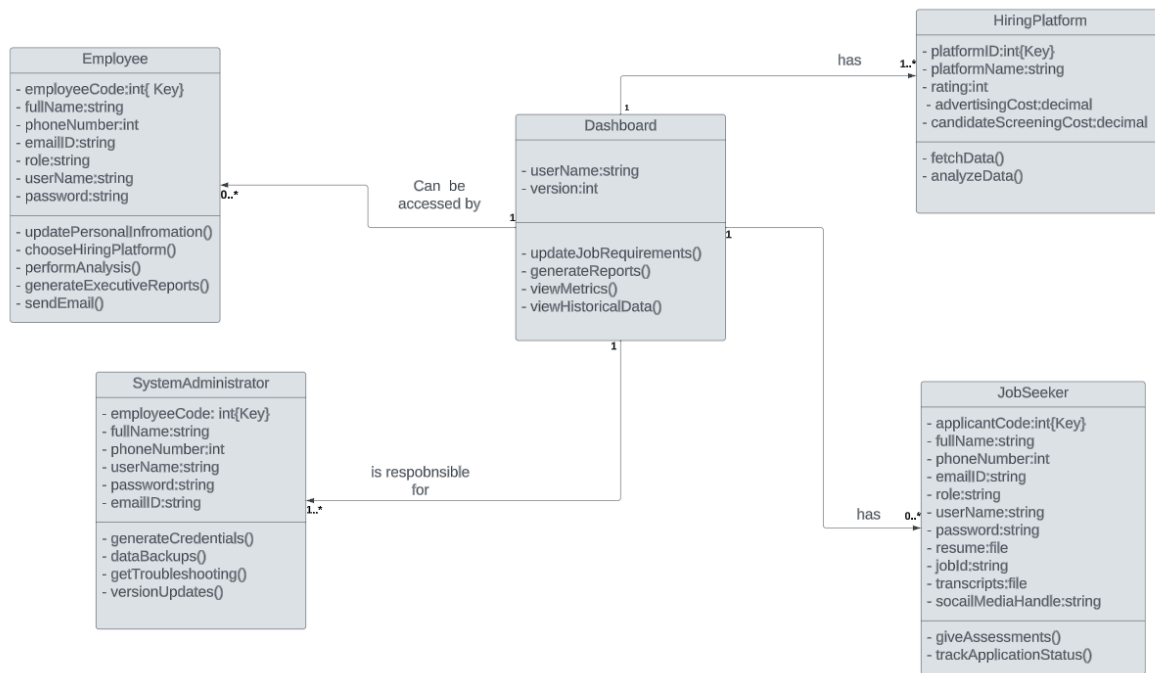 Employee
- employeeCode:int{ Key}
- fullName:string
- phoneNumber:int
- emailID:string
- role:string
- userName:string
- password:string
- updatePersonalInfromation()
- chooseHiringPlatform()
- performAnalysis()
- generateExecutiveReports()
- sendEmail()
0..*
Can be
accessed by
1
Dashboard
- userName:string
- version:int
- updateJobRequirements()
- generateReports()
- viewMetrics()
- viewHistoricalData()
1
has
1..*
HiringPlatform
- platformID:int{Key}
- platformName:string
- rating:int
- advertisingCost:decimal
- candidateScreeningCost:decimal
- fetchData()
- analyzeData()
1
is respobnsible
for
1..*
SystemAdministrator
- employeeCode: int{Key}
- fullName:string
- phoneNumber:int
- userName:string
- password:string
- emailID:string
- generateCredentials()
- dataBackups()
- getTroubleshooting()
- versionUpdates()
1
has
0..*
JobSeeker
- applicantCode:int{Key}
- fullName:string
- phoneNumber:int
- emailID:string
- role:string
- userName:string
- password:string
- resume:file
- jobId:string
- transcripts:file
- socailMediaHandle:string
- giveAssessments()
- trackApplicationStatus()